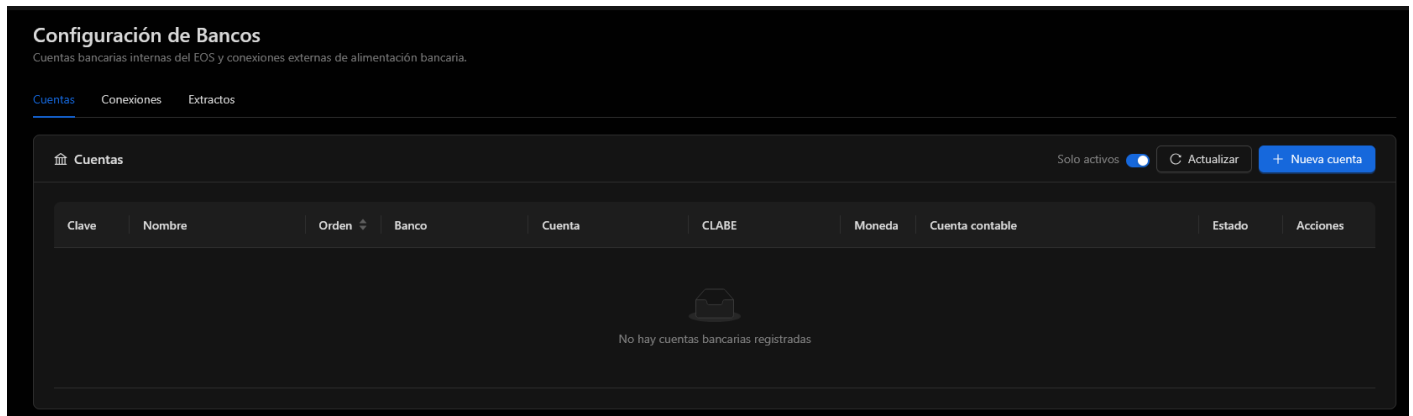 Configuración de Bancos
Cuentas bancarias internas del EOS y conexiones externas de alimentación bancaria.
Cuentas Conexiones Extractos
Cuentas Solo activos Actualizar + Nueva cuenta
Clave Nombre Orden Banco Cuenta CLABE Moneda Cuenta contable Estado Acciones
No hay cuentas bancarias registradas